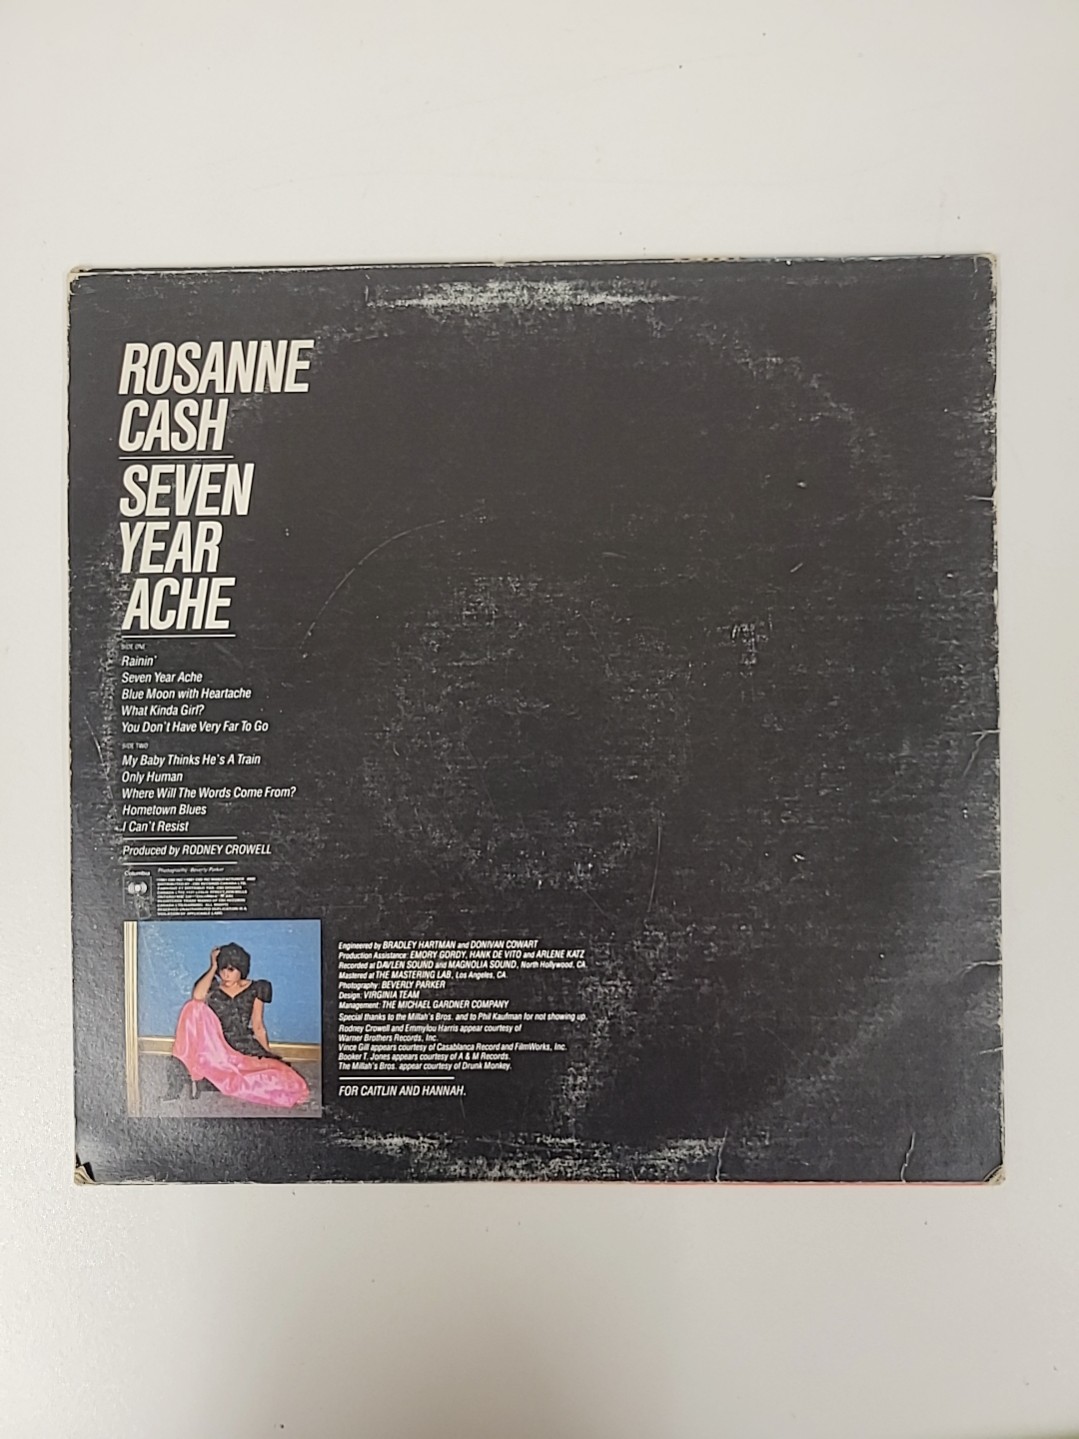 ROSANNE
CASH
SEVEN
YEAR
ACHE
SIDE ONE
Rainin'
Seven Year Ache
Blue Moon with Heartache
What Kinda Girl?
You Don't Have Very Far To Go
SIDE TWO
My Baby Thinks He's A Train
Only Human
Where Will The Words Come From?
Hometown Blues
I Can't Resist
Produced by RODNEY CROWELL
Columbia
Photography: Beverly Parker
Engineered by BRADLEY HARTMAN and DONIVAN COWART
Production Assistance: EMORY GORDY, HANK DE VITO and ARLENE KATZ
Recorded at DAVLEN SOUND and MAGNOLIA SOUND, North Hollywood, CA.
Mastered at THE MASTERING LAB, Los Angeles, CA
Photography: BEVERLY PARKER
Design: VIRGINIA TEAM
Management: THE MICHAEL GARDNER COMPANY
Special thanks to the Millah's Bros. and to Phil Kaufman for not showing up.
Rodney Crowell and Emmylou Harris appear courtesy of
Warner Brothers Records, Inc.
Vince Gill appears courtesy of Casablanca Record and FilmWorks, Inc.
Booker T. Jones appears courtesy of A & M Records.
The Millah's Bros. appear courtesy of Drunk Monkey.
FOR CAITLIN AND HANNAH.